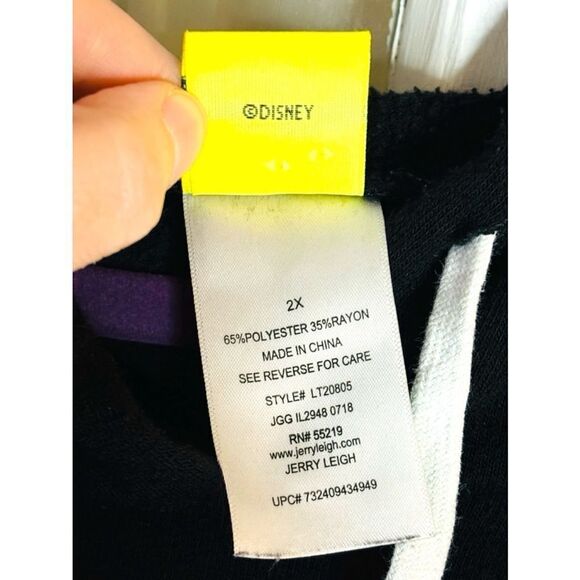 ©DISNEY
2X
65%POLYESTER 35%RAYON
MADE IN CHINA
SEE REVERSE FOR CARE
STYLE# LT20805
JGG IL2948 0718
RN# 55219
www.jerryleigh.com
JERRY LEIGH
UPC# 732409434949